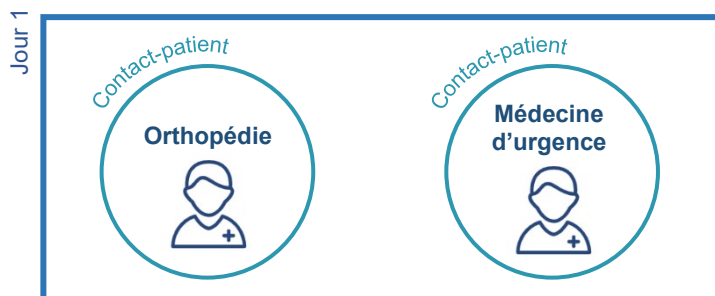 Jour 1
Contact-patient
Orthopédie
Contact-patient
Médecine
d’urgence